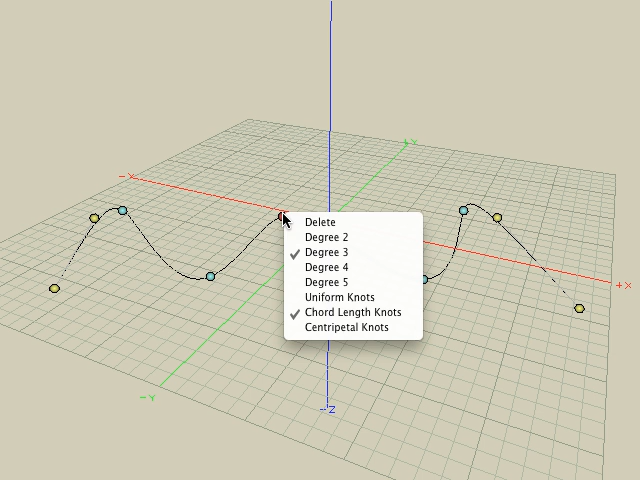 +Y
-X
Delete
Degree 2
Degree 3
Degree 4
Degree 5
Uniform Knots
Chord Length Knots
Centripetal Knots
+X
-Y
-Z